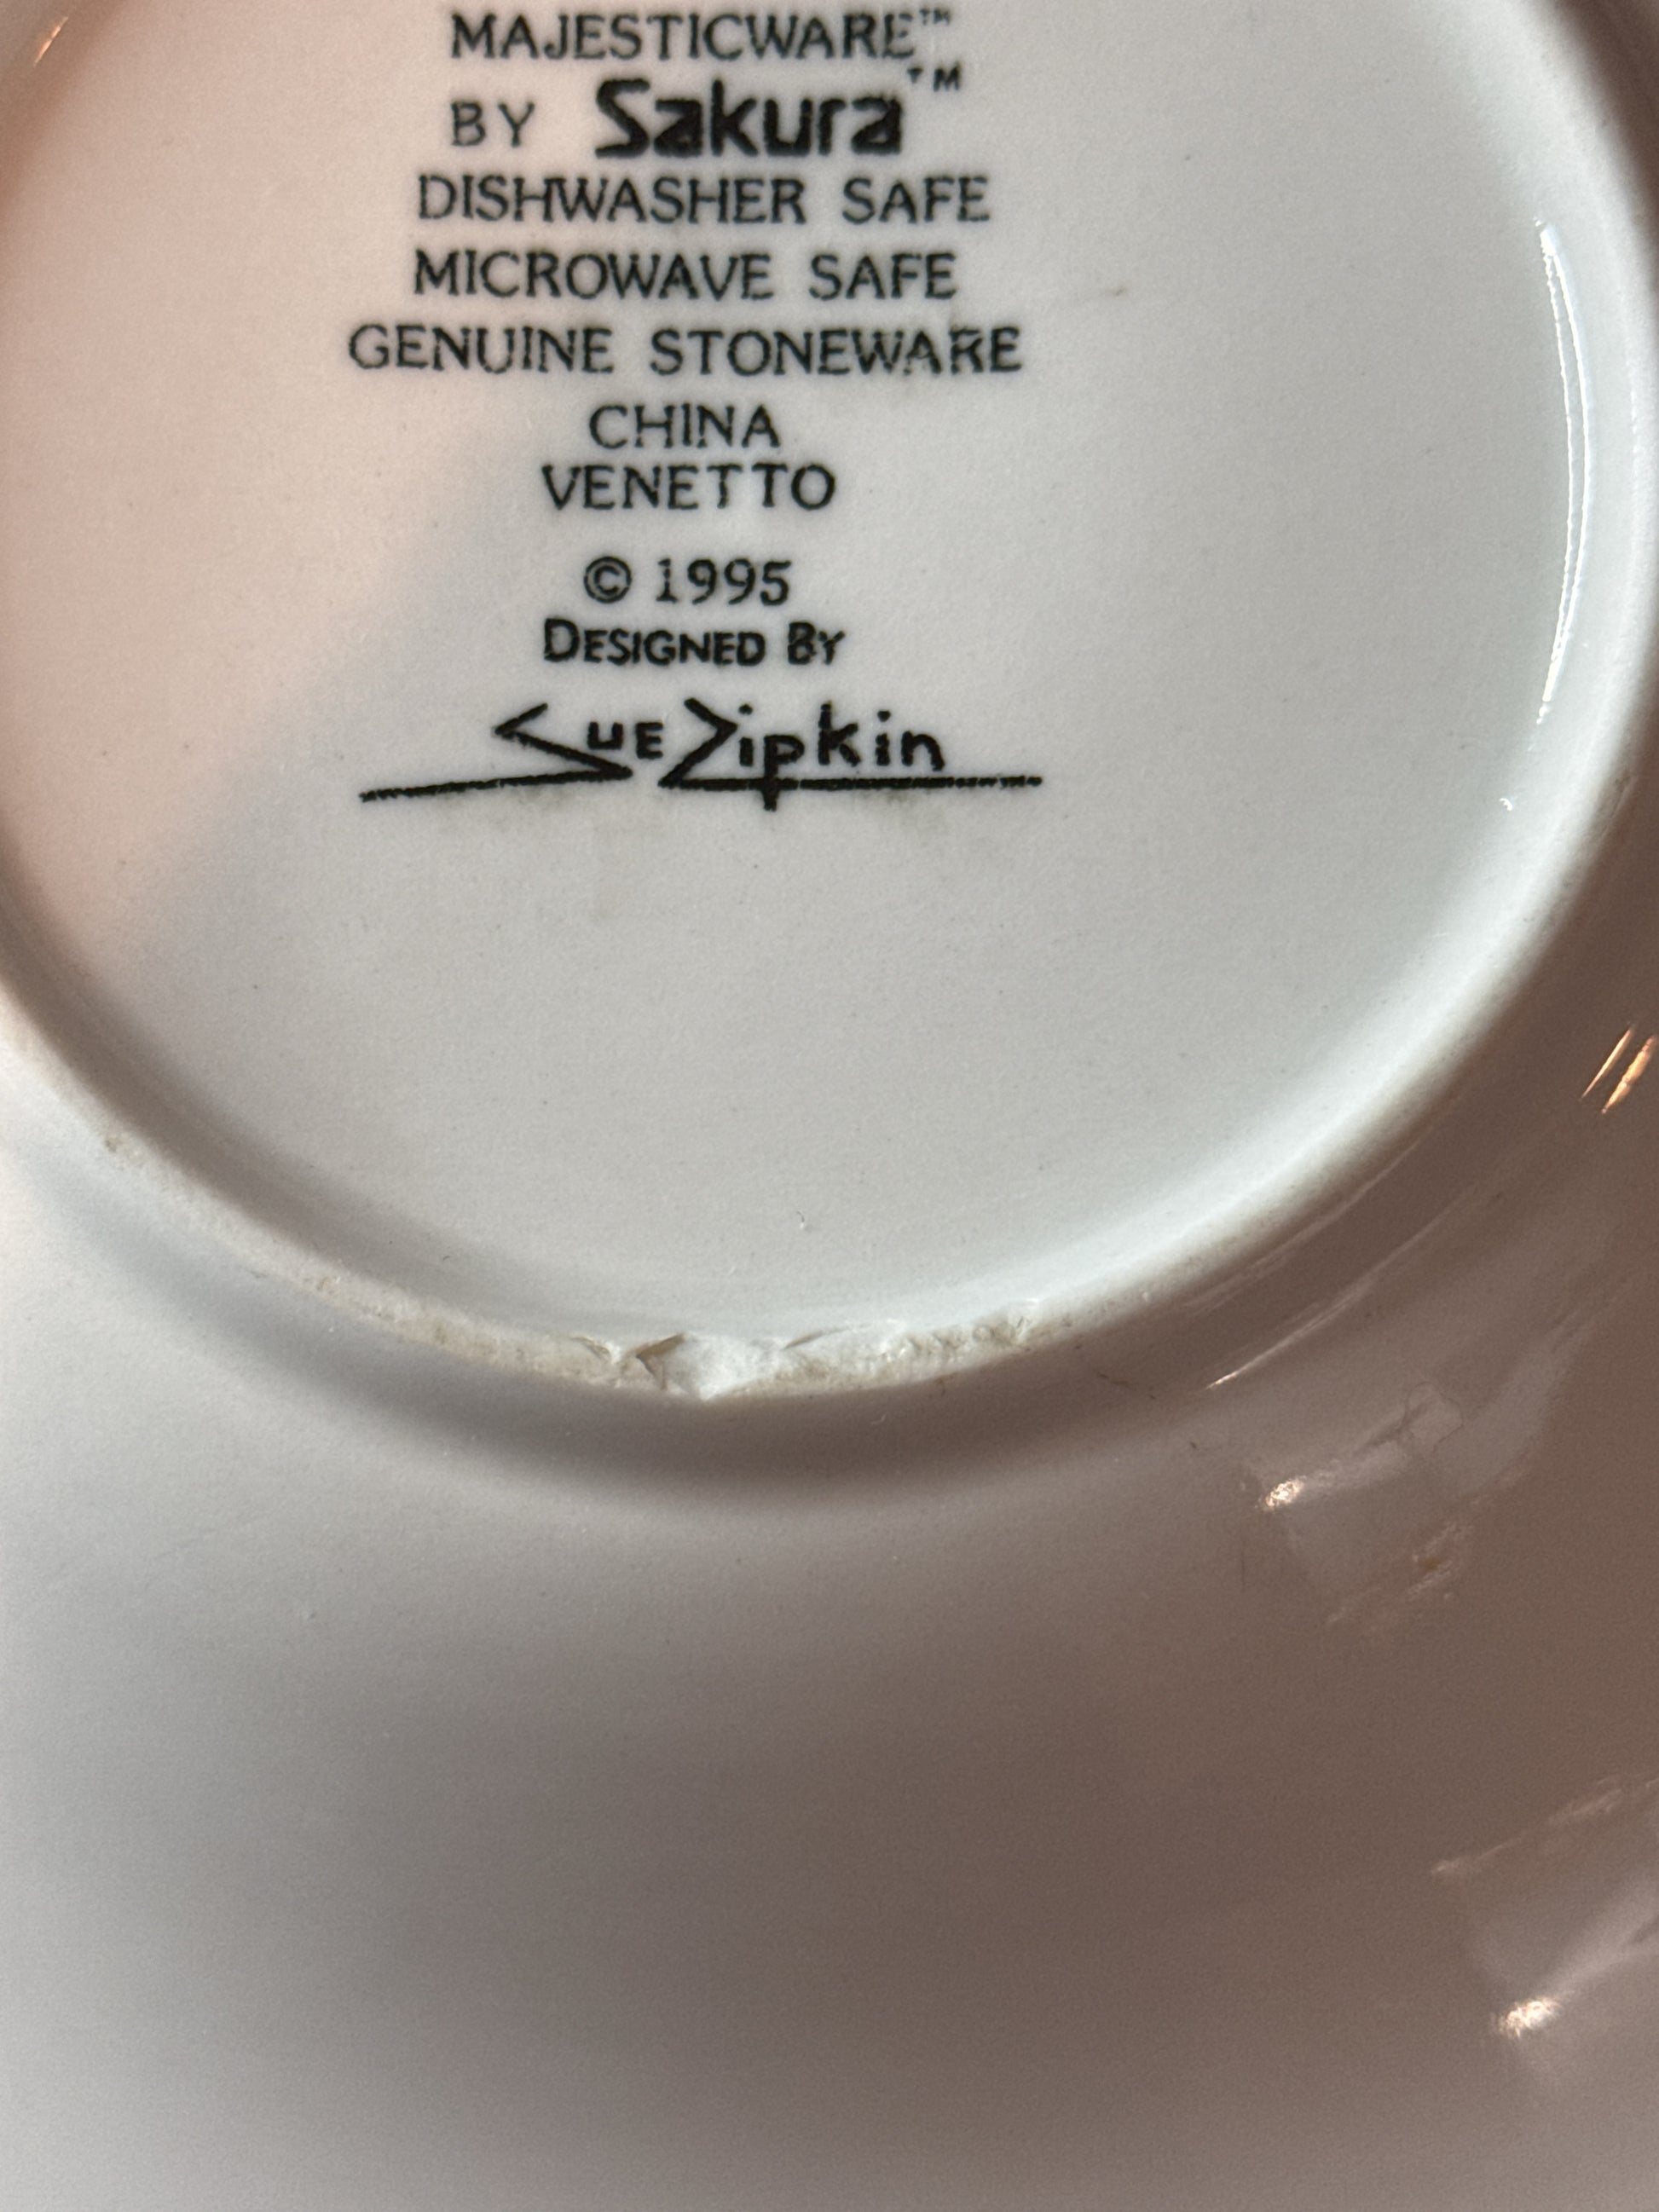 MAJESTICWARE™
BY Sakura™
DISHWASHER SAFE
MICROWAVE SAFE
GENUINE STONEWARE
CHINA
VENETTO
© 1995
DESIGNED BY
SUE Zipkin